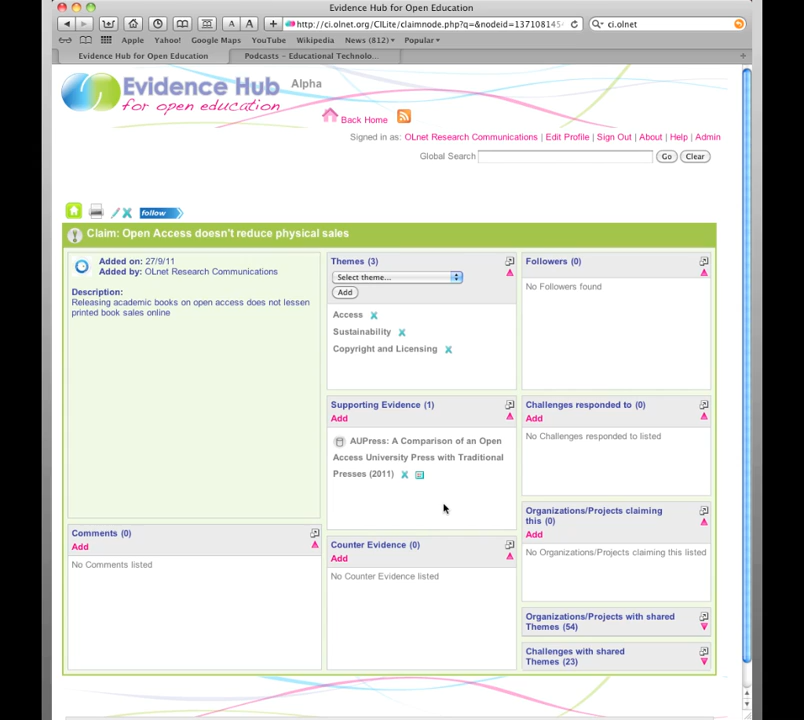 Evidence Hub for Open Education
A A + http://ci.olnet.org/CILite/claimnode.php?q=&nodeid=1371081454 ci.olnet
Apple Yahoo! Google Maps YouTube Wikipedia News (812) Popular
Evidence Hub for Open Education Podcasts – Educational Technolo...
Evidence Hub Alpha
for open education
Back Home
Signed in as: OLnet Research Communications | Edit Profile | Sign Out | About | Help | Admin
Global Search Go Clear
follow
Claim: Open Access doesn't reduce physical sales
Added on: 27/9/11
Added by: OLnet Research Communications
Description:
Releasing academic books on open access does not lessen
printed book sales online
Comments (0)
Add
No Comments listed
Themes (3)
Select theme...
Add
Access X
Sustainability X
Copyright and Licensing X
Supporting Evidence (1)
Add
AUPress: A Comparison of an Open
Access University Press with Traditional
Presses (2011) X
Counter Evidence (0)
Add
No Counter Evidence listed
Followers (0)
No Followers found
Challenges responded to (0)
Add
No Challenges responded to listed
Organizations/Projects claiming
this (0)
Add
No Organizations/Projects claiming this listed
Organizations/Projects with shared
Themes (54)
Challenges with shared
Themes (23)